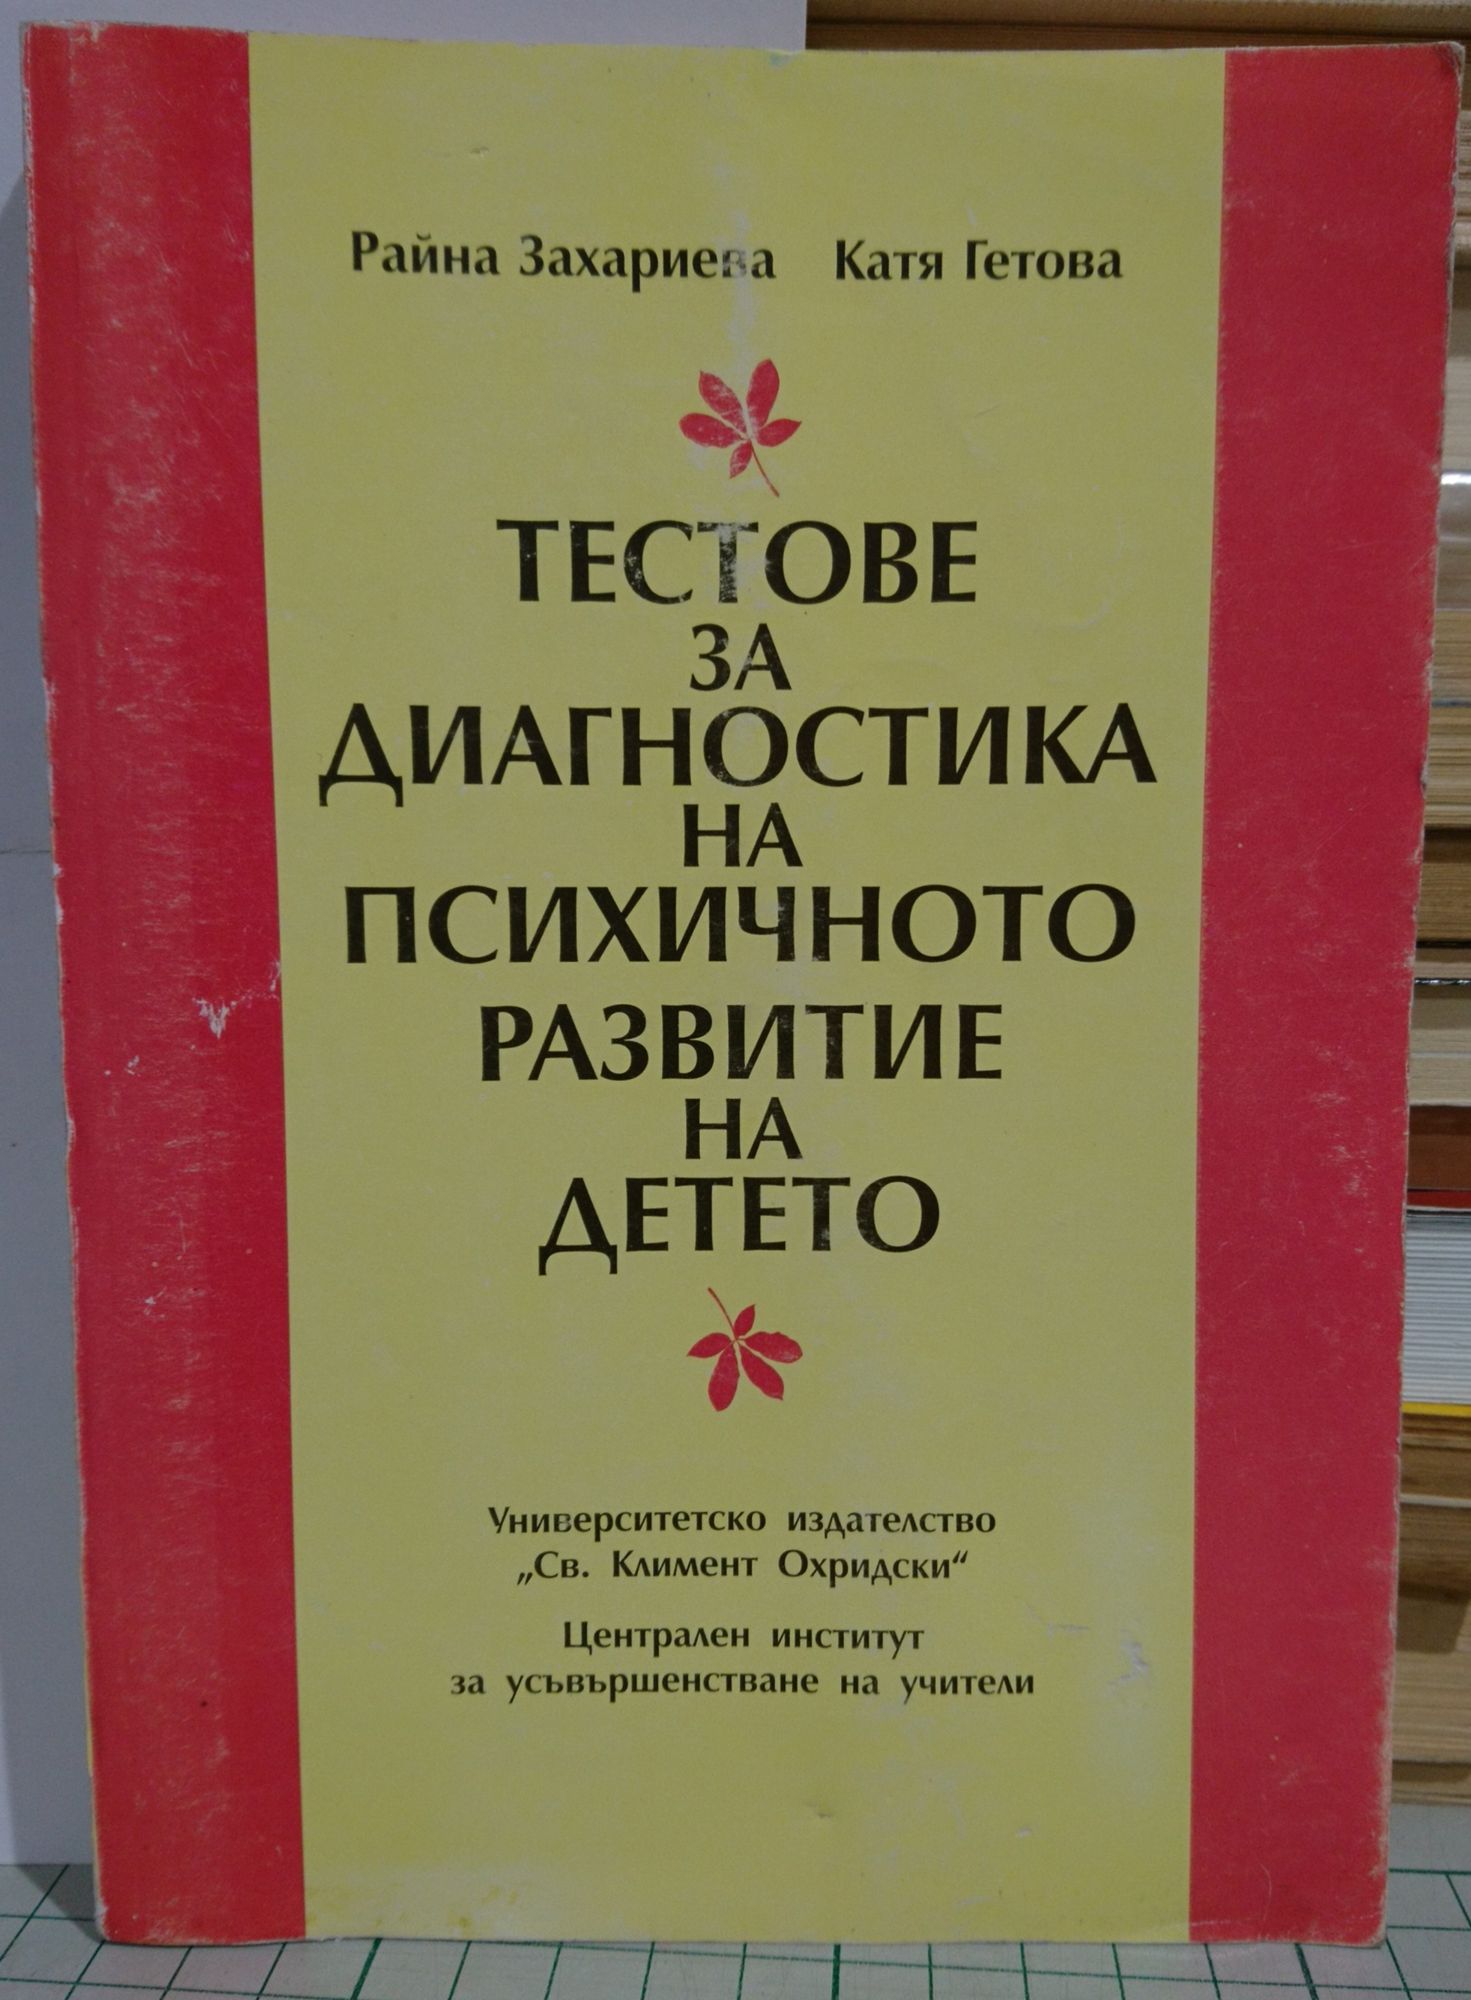 Райна Захариева Катя Гетова
ТЕСТОВЕ
ЗА
ДИАГНОСТИКА
НА
ПСИХИЧНОТО
РАЗВИТИЕ
НА
ДЕТЕТО
Университетско издателство
„Св. Климент Охридски“
Централен институт
за усъвършенстване на учители